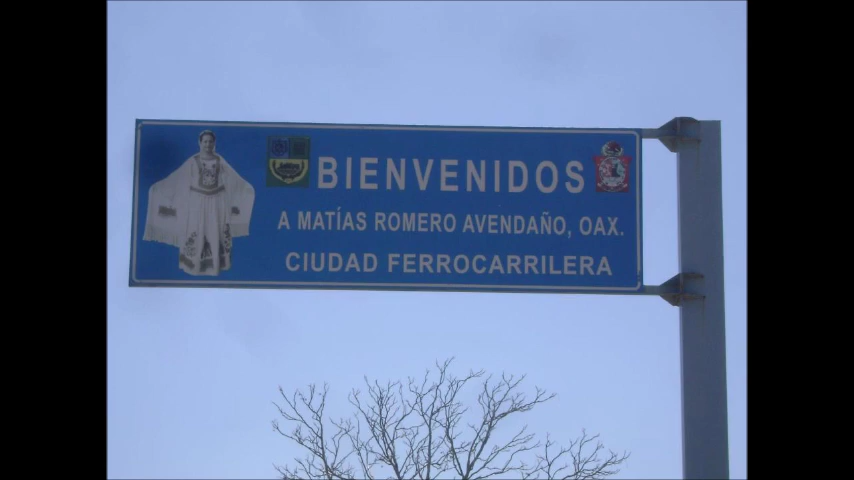 BIENVENIDOS
A MATÍAS ROMERO AVENDAÑO, OAX.
CIUDAD FERROCARRILERA